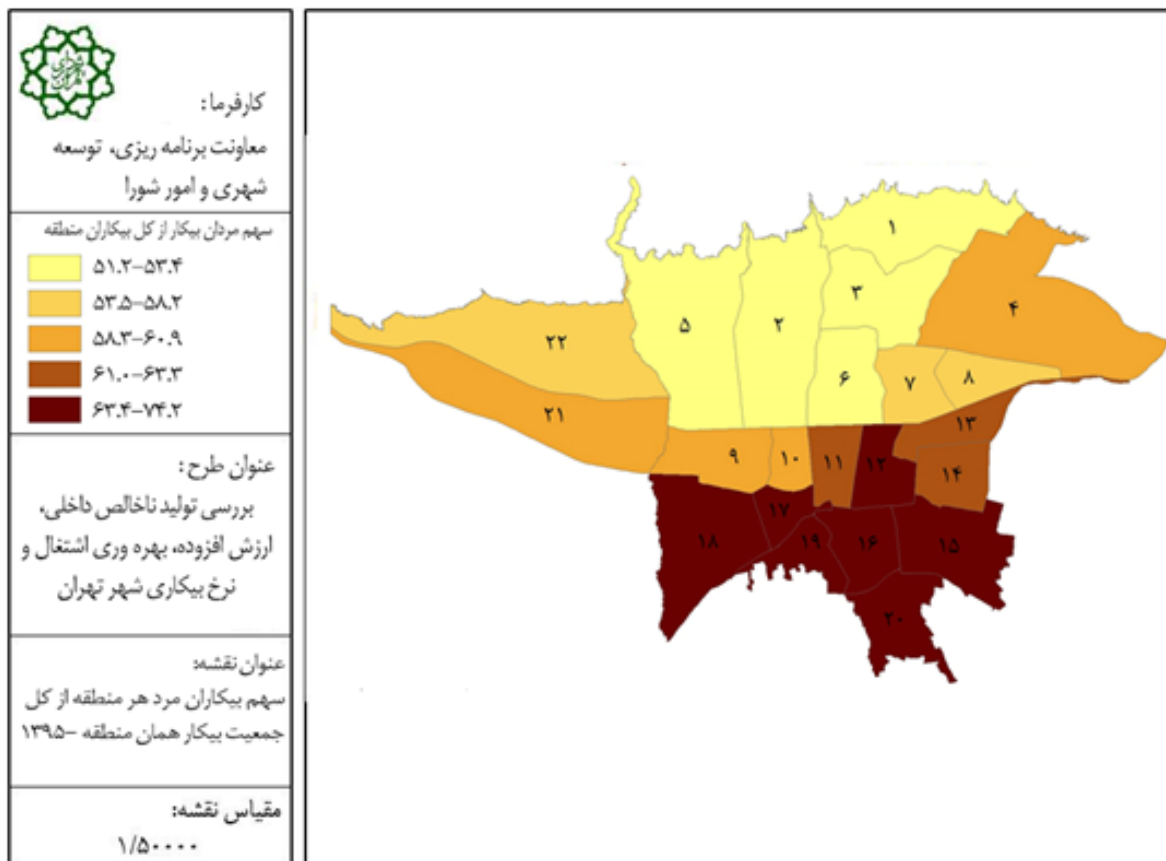 کارفرما:
معاونت برنامه ریزی، توسعه
شهری و امور شورا
سهم مردان بیکار از کل بیکاران منطقه
۵۱.۲-۵۳.۴
۵۳.۵-۵۸.۲
۵۸.۳-۶۰.۹
۶۱.۰-۶۳.۳
۶۳.۴-۷۴.۲
عنوان طرح:
بررسی تولید ناخالص داخلی،
ارزش افزوده، بهره وری اشتغال و
نرخ بیکاری شهر تهران
عنوان نقشه:
سهم بیکاران مرد هر منطقه از کل
جمعیت بیکار همان منطقه -۱۳۹۵
مقیاس نقشه:
۱/۵۰۰۰۰
۱
۳
۴
۵
۲
۲۲
۶
۷
۸
۲۱
۱۳
۹
۱۰
۱۱
۱۲
۱۴
۱۷
۱۸
۱۹
۱۶
۱۵
۲۰